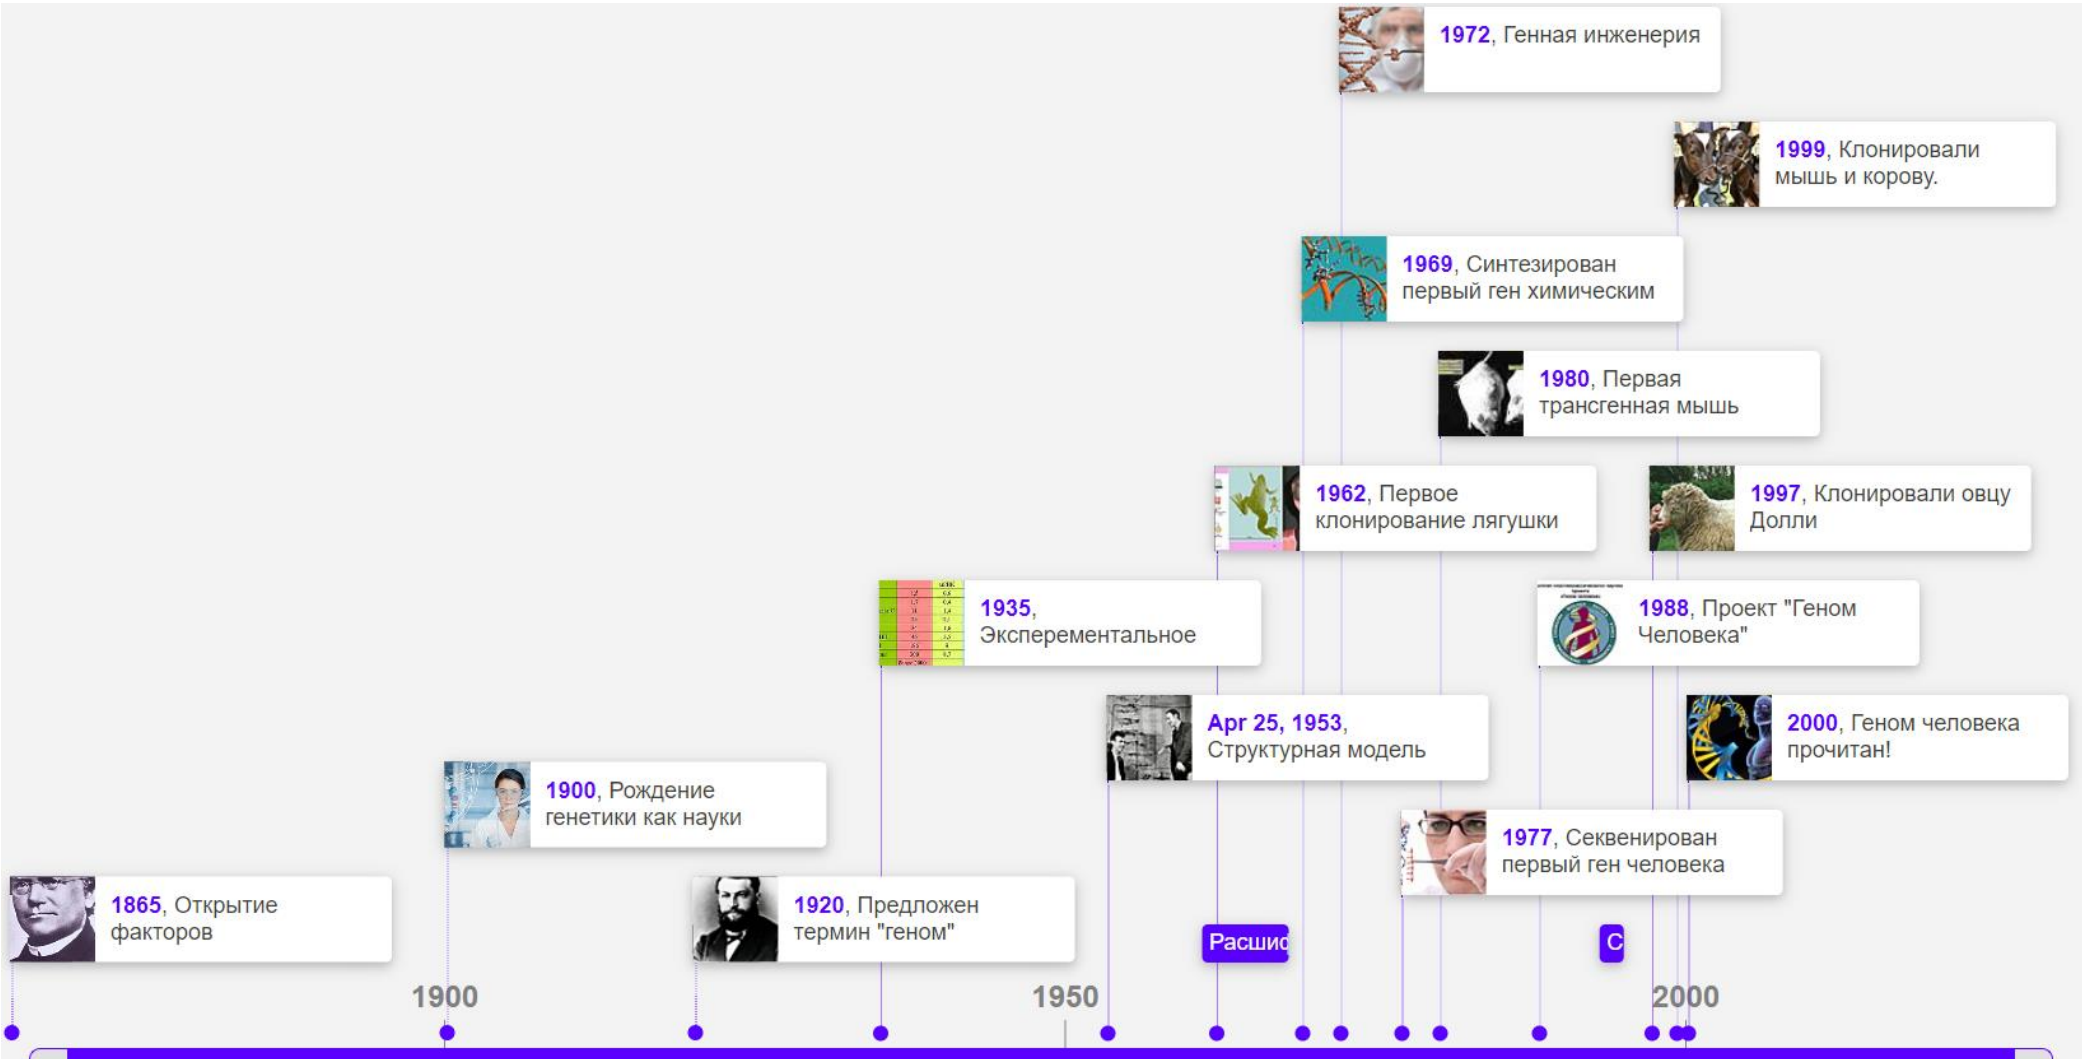 1972, Генная инженерия
1999, Клонировали
мышь и корову.
1969, Синтезирован
первый ген химическим
1980, Первая
трансгенная мышь
1962, Первое
клонирование лягушки
1997, Клонировали овцу
Долли
1935,
Эксперементальное
1988, Проект "Геном
Человека"
Apr 25, 1953,
Структурная модель
2000, Геном человека
прочитан!
1900, Рождение
генетики как науки
1977, Секвенирован
первый ген человека
1865, Открытие
факторов
1920, Предложен
термин "геном"
Расшиф
С
1900
1950
2000